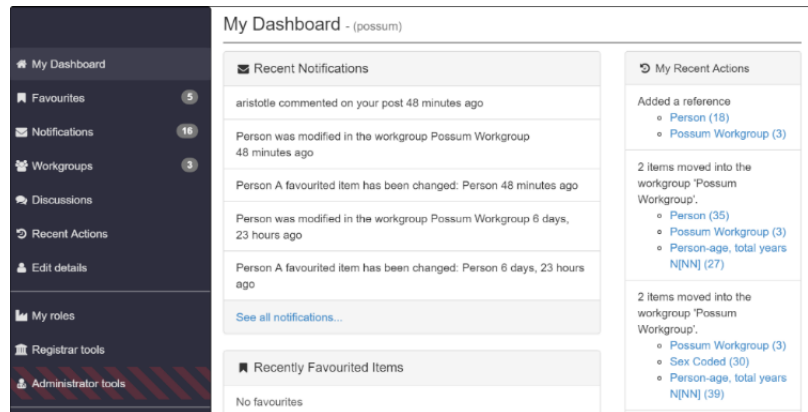 My Dashboard - (possum)
My Dashboard
Favourites 5
Notifications 16
Workgroups 3
Discussions
Recent Actions
Edit details
My roles
Registrar tools
Administrator tools
Recent Notifications
aristotle commented on your post 48 minutes ago
Person was modified in the workgroup Possum Workgroup
48 minutes ago
Person A favourited item has been changed: Person 48 minutes ago
Person was modified in the workgroup Possum Workgroup 6 days,
23 hours ago
Person A favourited item has been changed: Person 6 days, 23 hours
ago
See all notifications...
Recently Favourited Items
No favourites
My Recent Actions
Added a reference
Person (18)
Possum Workgroup (3)
2 items moved into the
workgroup 'Possum
Workgroup'.
Person (35)
Possum Workgroup (3)
Person-age, total years
N[NN] (27)
2 items moved into the
workgroup 'Possum
Workgroup'.
Possum Workgroup (3)
Sex Coded (30)
Person-age, total years
N[NN] (39)